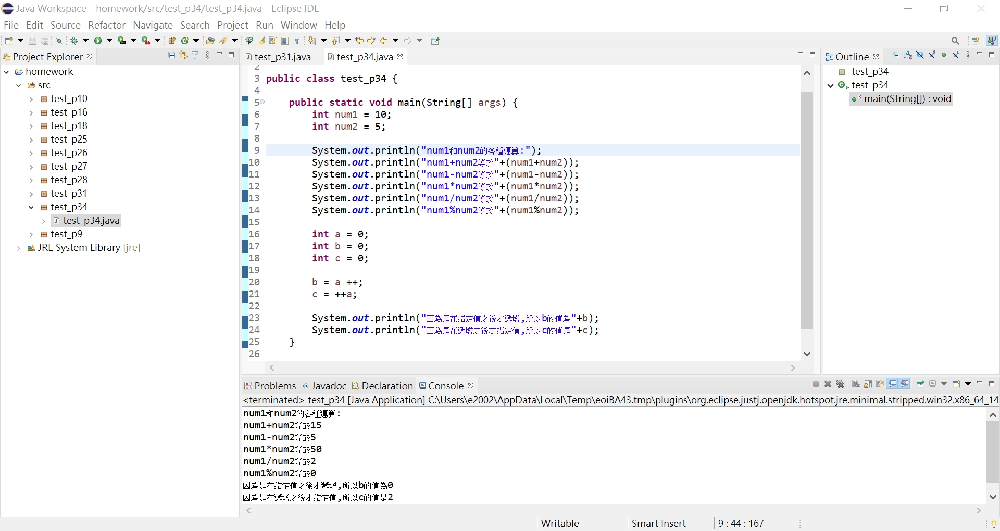 Java Workspace - homework/src/test_p34/test_p34.java - Eclipse IDE
File Edit Source Refactor Navigate Search Project Run Window Help
Project Explorer
homework
src
test_p10
test_p16
test_p18
test_p25
test_p26
test_p27
test_p28
test_p31
test_p34
test_p34.java
test_p9
JRE System Library [jre]
test_p31.java test_p34.java
2
3 public class test_p34 {
4
5 public static void main(String[] args) {
6 int num1 = 10;
7 int num2 = 5;
8
9 System.out.println("num1和num2的各種運算:");
10 System.out.println("num1+num2等於"+(num1+num2));
11 System.out.println("num1-num2等於"+(num1-num2));
12 System.out.println("num1*num2等於"+(num1*num2));
13 System.out.println("num1/num2等於"+(num1/num2));
14 System.out.println("num1%num2等於"+(num1%num2));
15
16 int a = 0;
17 int b = 0;
18 int c = 0;
19
20 b = a ++;
21 c = ++a;
22
23 System.out.println("因為是在指定值之後才遞增,所以b的值為"+b);
24 System.out.println("因為是在遞增之後才指定值,所以c的值是"+c);
25 }
26
Outline
test_p34
test_p34
main(String[]) : void
Problems Javadoc Declaration Console
<terminated> test_p34 [Java Application] C:\Users\e2002\AppData\Local\Temp\eoiBA43.tmp\plugins\org.eclipse.justj.openjdk.hotspot.jre.minimal.stripped.win32.x86_64_14
num1和num2的各種運算:
num1+num2等於15
num1-num2等於5
num1*num2等於50
num1/num2等於2
num1%num2等於0
因為是在指定值之後才遞增,所以b的值為0
因為是在遞增之後才指定值,所以c的值是2
Writable Smart Insert 9 : 44 : 167